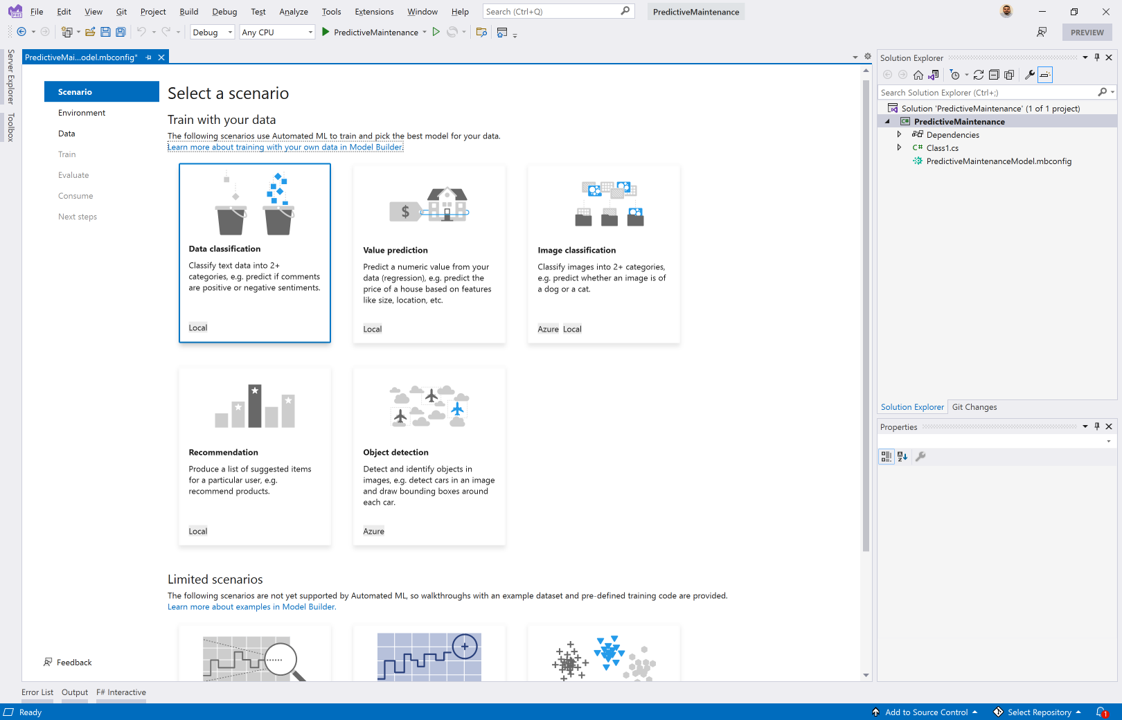 File Edit View Git Project Build Debug Test Analyze Tools Extensions Window Help Search (Ctrl+Q) PredictiveMaintenance
Debug Any CPU PredictiveMaintenance PREVIEW
Server Explorer
Toolbox
PredictiveMai...odel.mbconfig*
Scenario
Environment
Data
Train
Evaluate
Consume
Next steps
Feedback
Select a scenario
Train with your data
The following scenarios use Automated ML to train and pick the best model for your data.
Learn more about training with your own data in Model Builder.
Data classification
Classify text data into 2+
categories, e.g. predict if comments
are positive or negative sentiments.
Local
$
Value prediction
Predict a numeric value from your
data (regression), e.g. predict the
price of a house based on features
like size, location, etc.
Local
Image classification
Classify images into 2+ categories,
e.g. predict whether an image is of
a dog or a cat.
Azure Local
Recommendation
Produce a list of suggested items
for a particular user, e.g.
recommend products.
Local
Object detection
Detect and identify objects in
images, e.g. detect cars in an image
and draw bounding boxes around
each car.
Azure
Limited scenarios
The following scenarios are not yet supported by Automated ML, so walkthroughs with an example dataset and pre-defined training code are provided.
Learn more about examples in Model Builder.
Solution Explorer
Search Solution Explorer (Ctrl+;)
Solution 'PredictiveMaintenance' (1 of 1 project)
PredictiveMaintenance
Dependencies
C# Class1.cs
PredictiveMaintenanceModel.mbconfig
Solution Explorer Git Changes
Properties
Error List Output F# Interactive
Ready Add to Source Control Select Repository 1